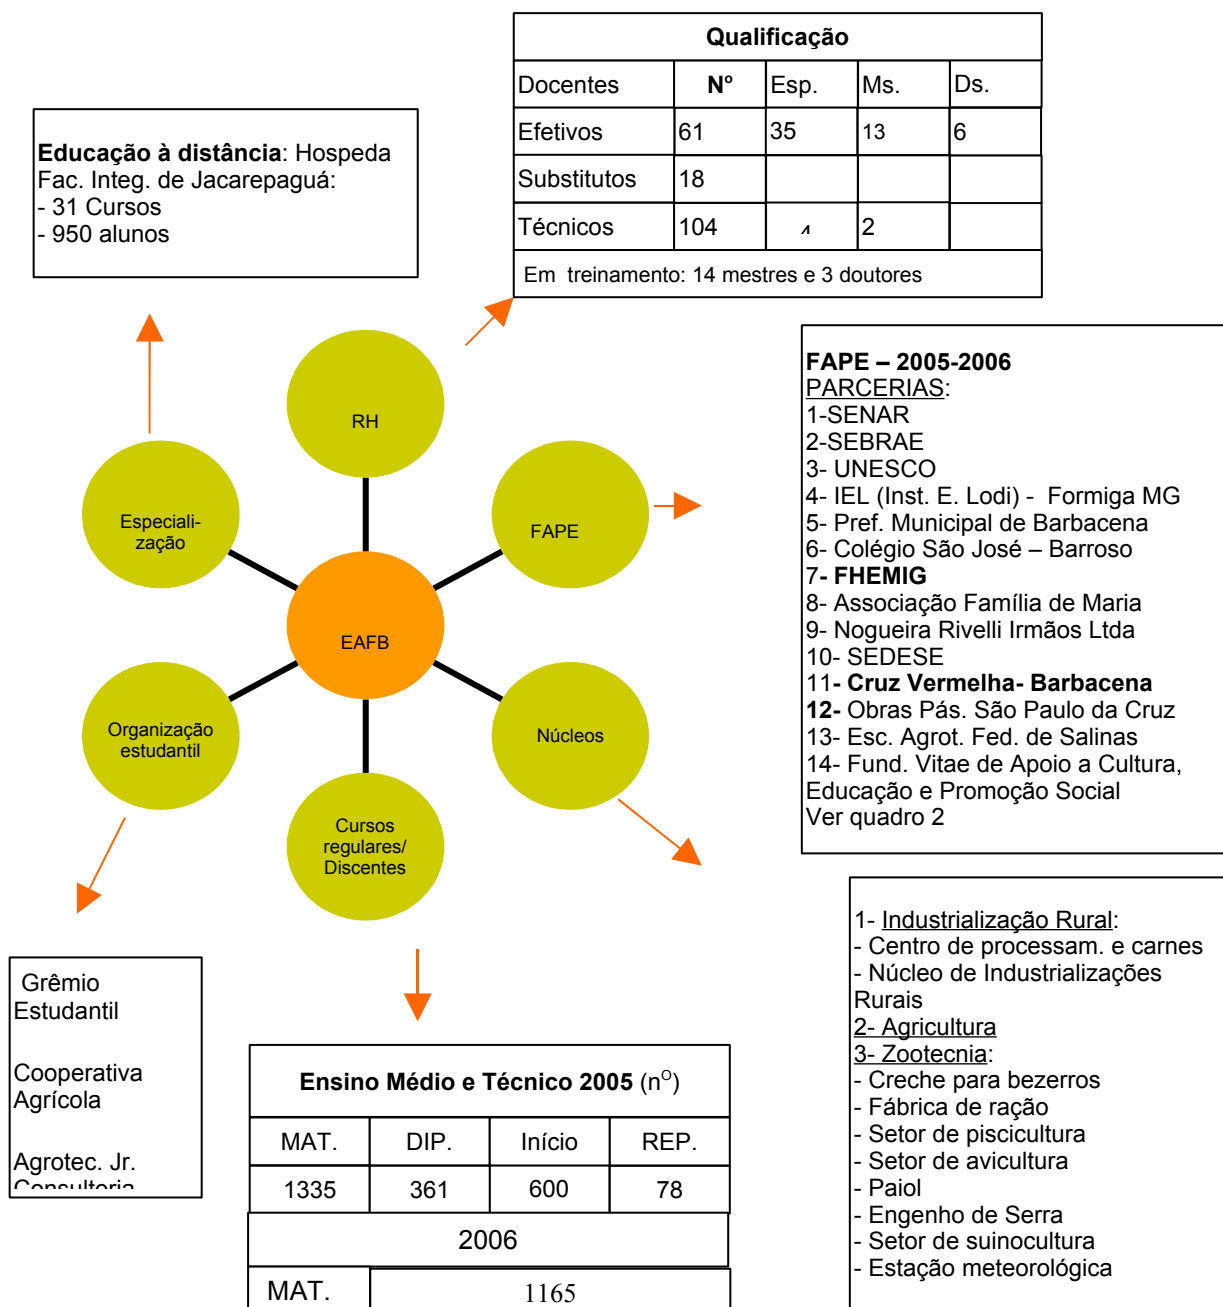 Qualificação
Docentes Nº Esp. Ms. Ds.
Efetivos 61 35 13 6
Substitutos 18
Técnicos 104 2
Em treinamento: 14 mestres e 3 doutores
Educação à distância: Hospeda
Fac. Integ. de Jacarepaguá:
- 31 Cursos
- 950 alunos
RH
Especiali-
zação
FAPE
EAFB
Organização
estudantil
Núcleos
Cursos
regulares/
Discentes
FAPE – 2005-2006
PARCERIAS:
1-SENAR
2-SEBRAE
3- UNESCO
4- IEL (Inst. E. Lodi) - Formiga MG
5- Pref. Municipal de Barbacena
6- Colégio São José – Barroso
7- FHEMIG
8- Associação Família de Maria
9- Nogueira Rivelli Irmãos Ltda
10- SEDESE
11- Cruz Vermelha- Barbacena
12- Obras Pás. São Paulo da Cruz
13- Esc. Agrot. Fed. de Salinas
14- Fund. Vitae de Apoio a Cultura,
Educação e Promoção Social
Ver quadro 2
1- Industrialização Rural:
- Centro de processam. e carnes
- Núcleo de Industrializações
Rurais
2- Agricultura
3- Zootecnia:
- Creche para bezerros
- Fábrica de ração
- Setor de piscicultura
- Setor de avicultura
- Paiol
- Engenho de Serra
- Setor de suinocultura
- Estação meteorológica
Grêmio
Estudantil
Cooperativa
Agrícola
Agrotec. Jr.
Consultoria
Ensino Médio e Técnico 2005 (nº)
MAT. DIP. Início REP.
1335 361 600 78
2006
MAT. 1165